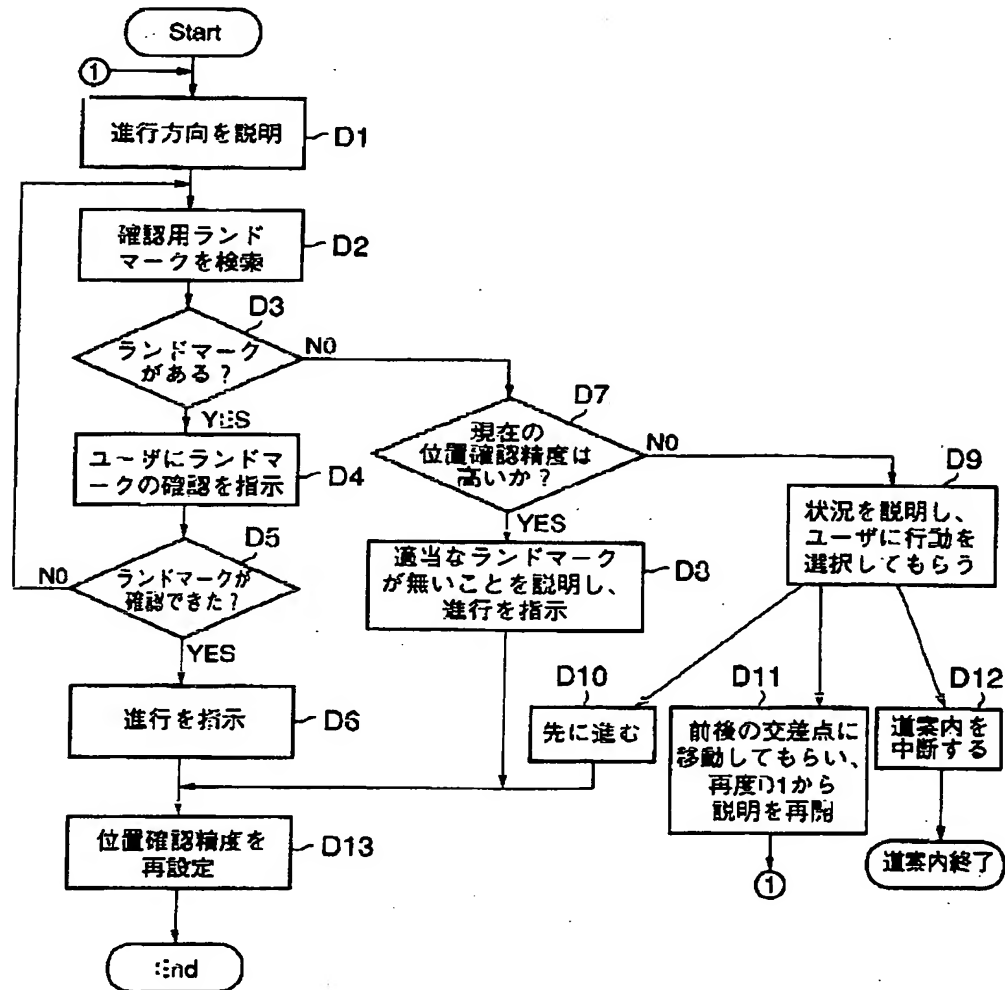 Start
①
進行方向を説明
D1
確認用ランド
マークを検索
D2
D3
ランドマーク
がある?
NO
YES
ユーザにランドマ
ークの確認を指示
D4
D5
ランドマークが
確認できた?
NO
YES
進行を指示
D6
D7
現在の
位置確認精度は
高いか?
NO
YES
適当なランドマーク
が無いことを説明し、
進行を指示
D8
D9
状況を説明し、
ユーザに行動を
選択してもらう
D10
先に進む
D11
前後の交差点に
移動してもらい、
再度D1から
説明を再開
①
D12
道案内を
中断する
道案内終了
位置確認精度を
再設定
D13
End